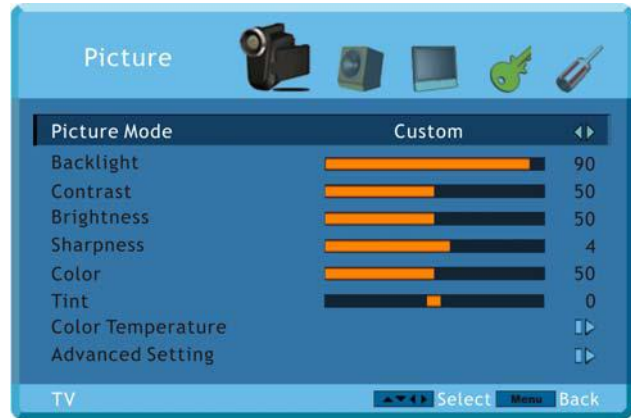 Picture
Picture Mode Custom
Backlight 90
Contrast 50
Brightness 50
Sharpness 4
Color 50
Tint 0
Color Temperature
Advanced Setting
TV Select Menu Back